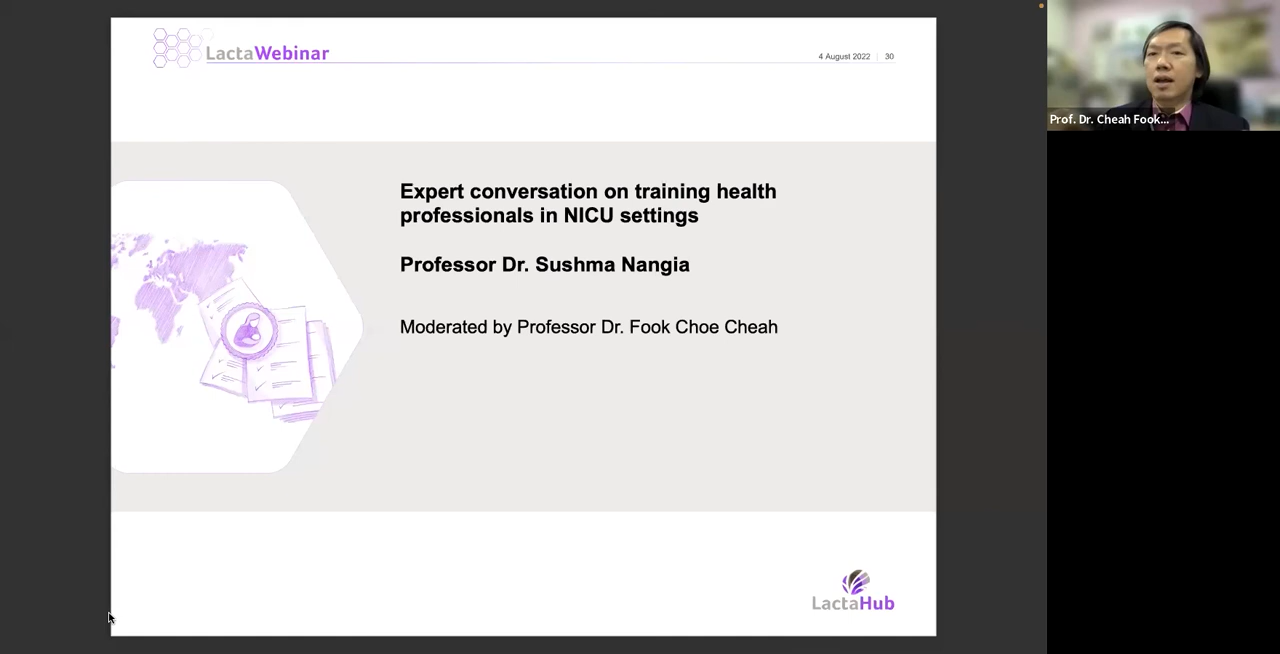 LactaWebinar
4 August 2022 | 30
Expert conversation on training health
professionals in NICU settings
Professor Dr. Sushma Nangia
Moderated by Professor Dr. Fook Choe Cheah
LactaHub
Prof. Dr. Cheah Fook...